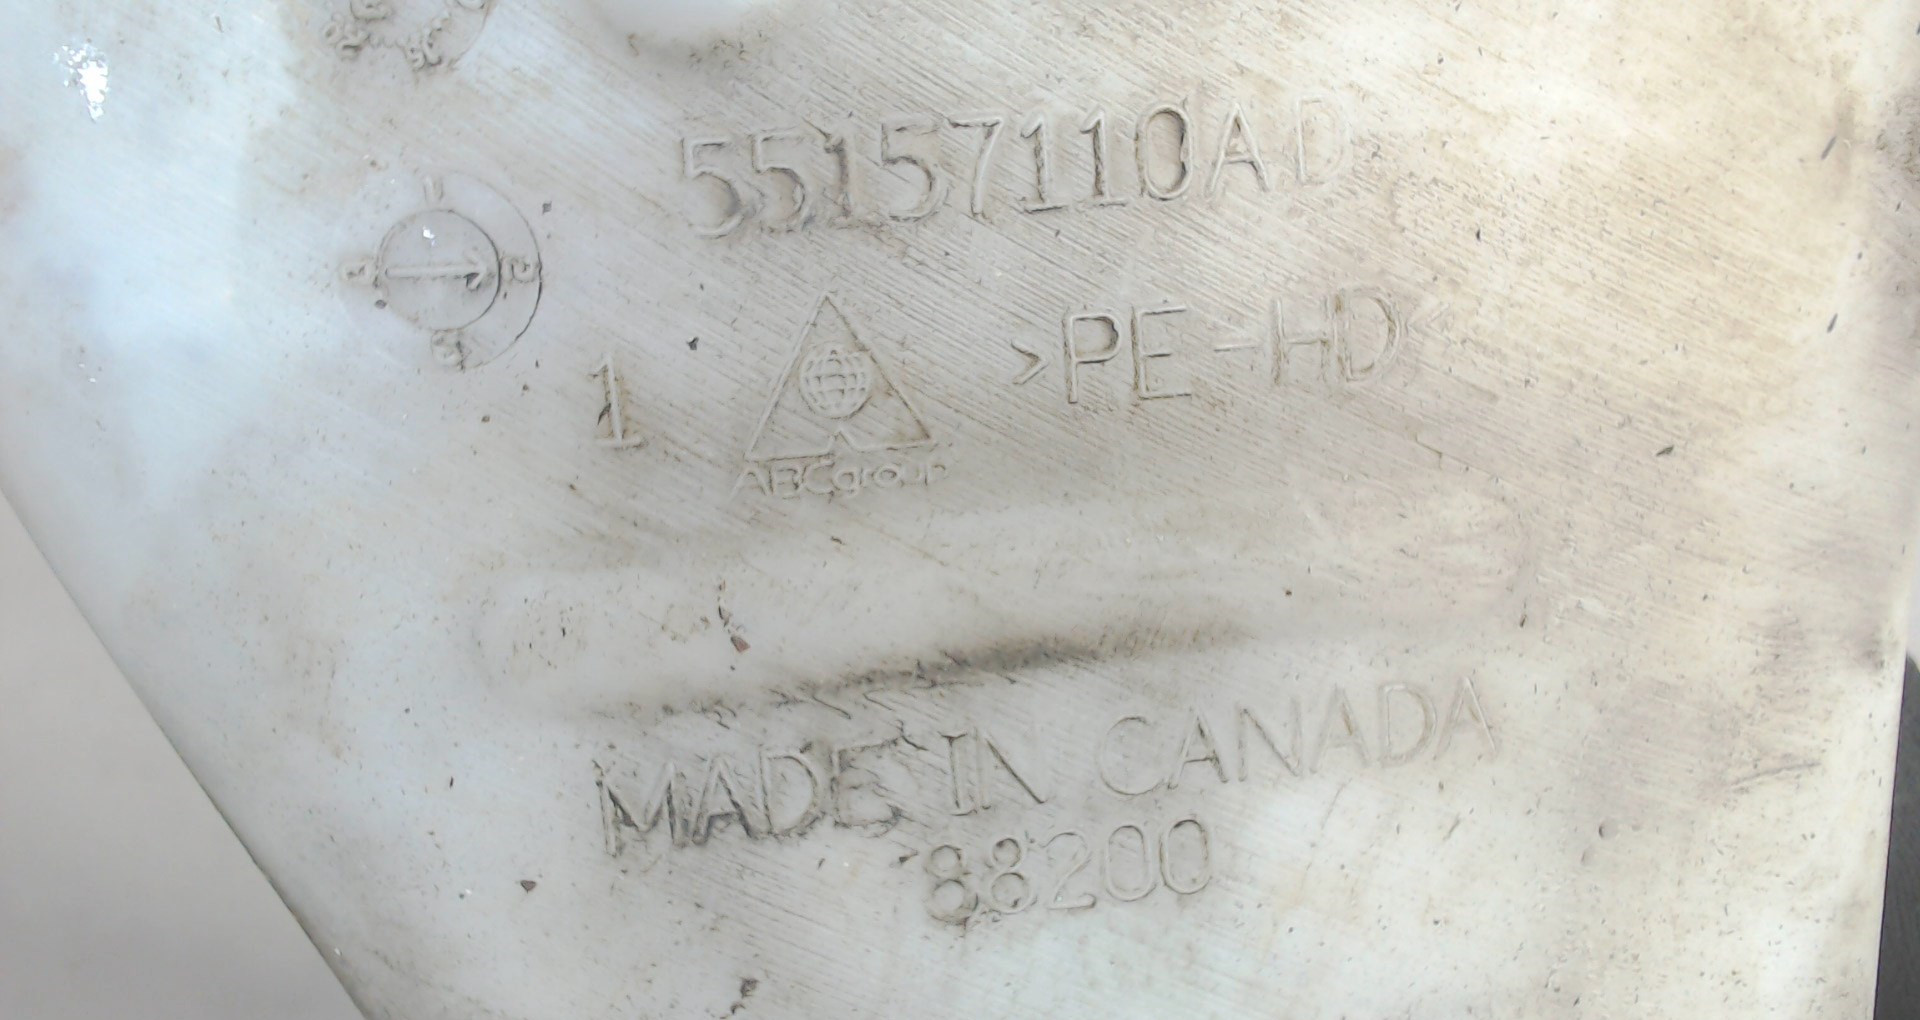 55157110AD
1 >PE-HD<
ABCgroup
MADE IN CANADA
88200